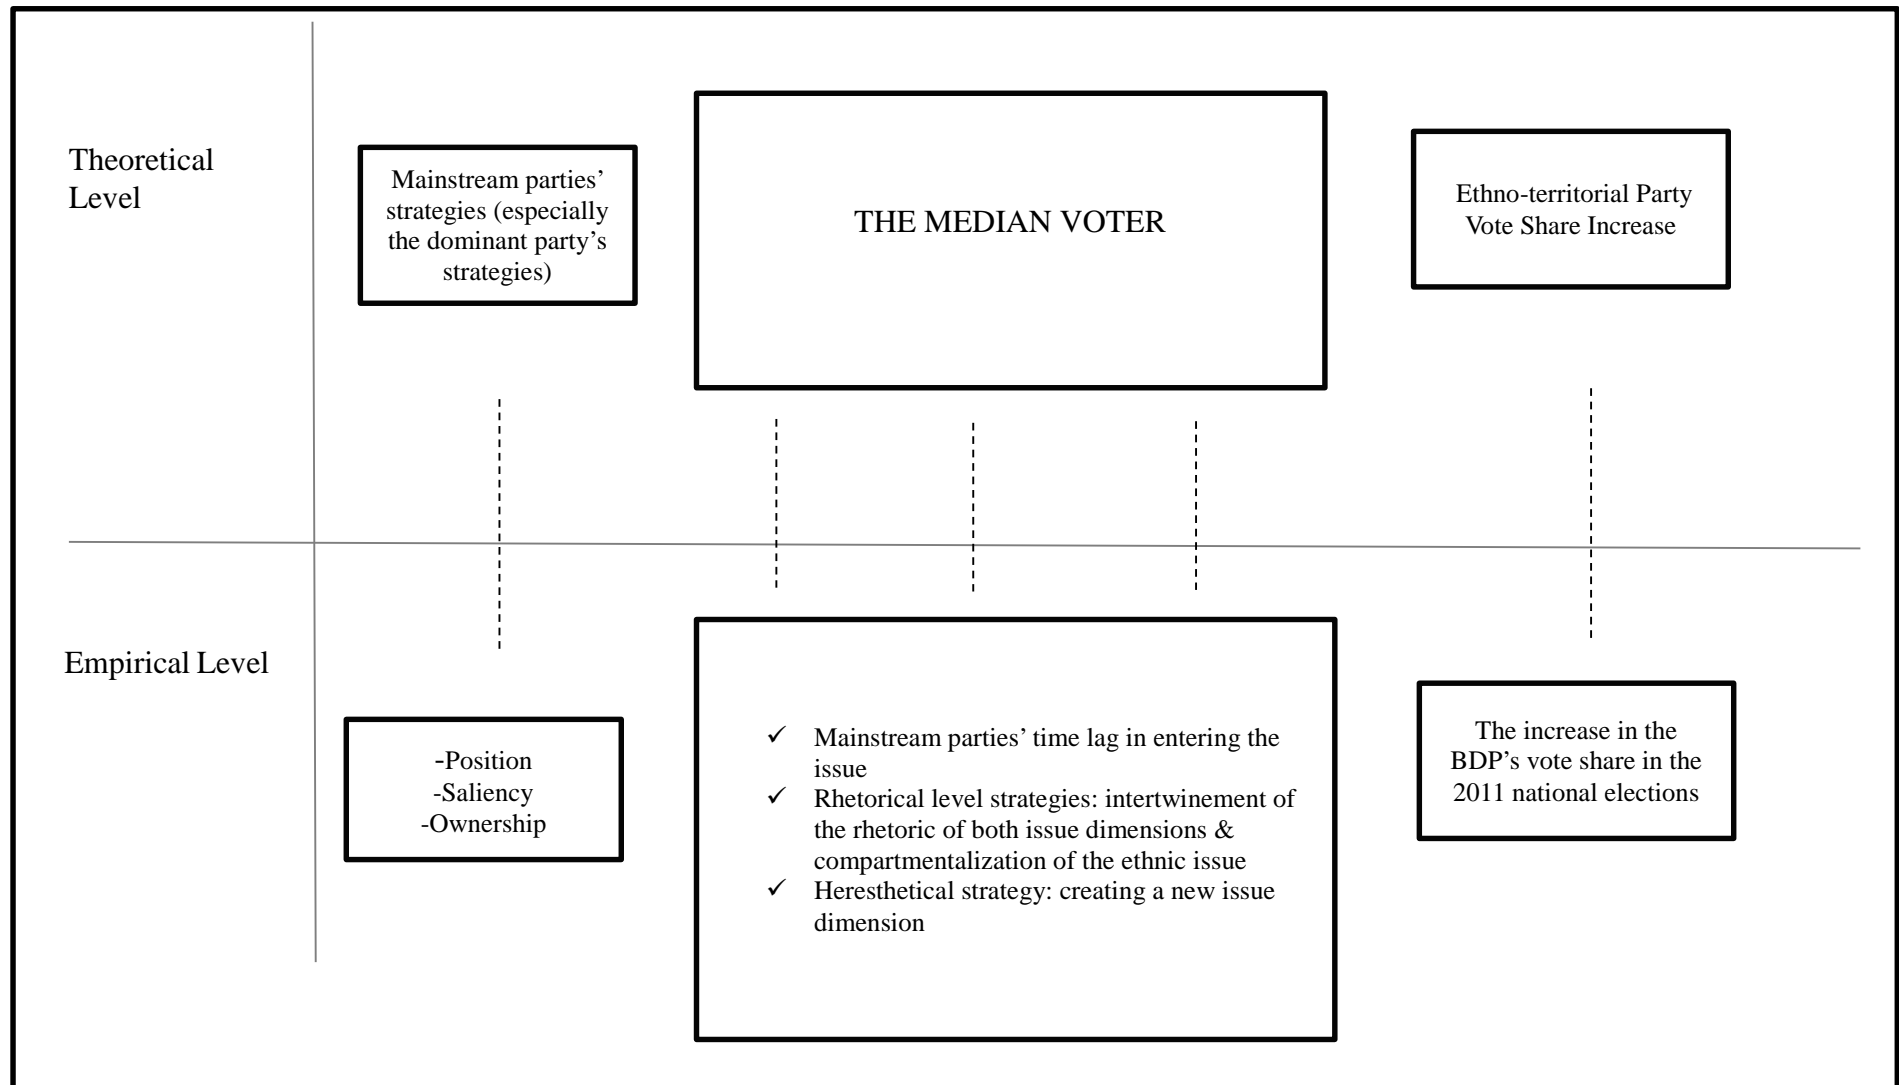 Theoretical
Level
Mainstream parties’
strategies (especially
the dominant party’s
strategies)
THE MEDIAN VOTER
Ethno-territorial Party
Vote Share Increase
Empirical Level
-Position
-Saliency
-Ownership
✓ Mainstream parties’ time lag in entering the
issue
✓ Rhetorical level strategies: intertwinement of
the rhetoric of both issue dimensions &
compartmentalization of the ethnic issue
✓ Heresthetical strategy: creating a new issue
dimension
The increase in the
BDP’s vote share in the
2011 national elections